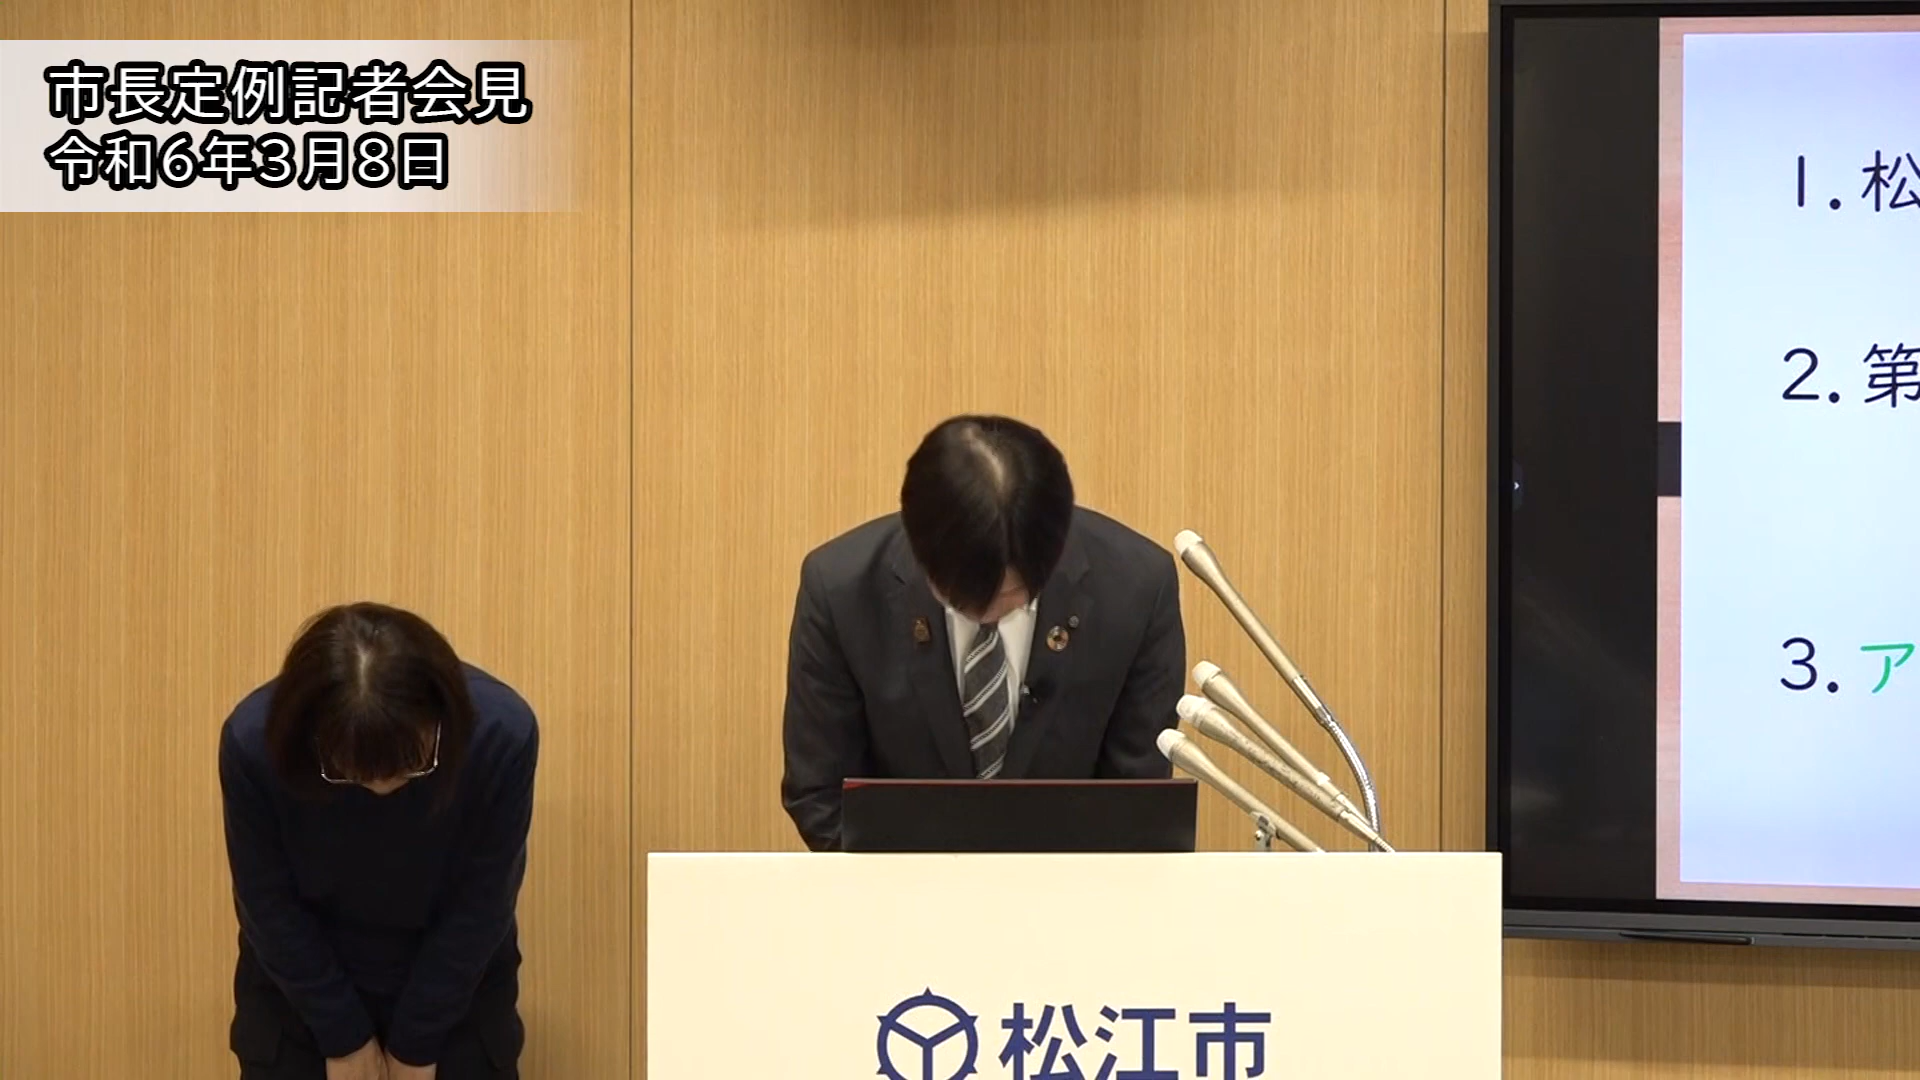 市長定例記者会見
令和6年3月8日
1. 松
2. 第
3. ア
松江市